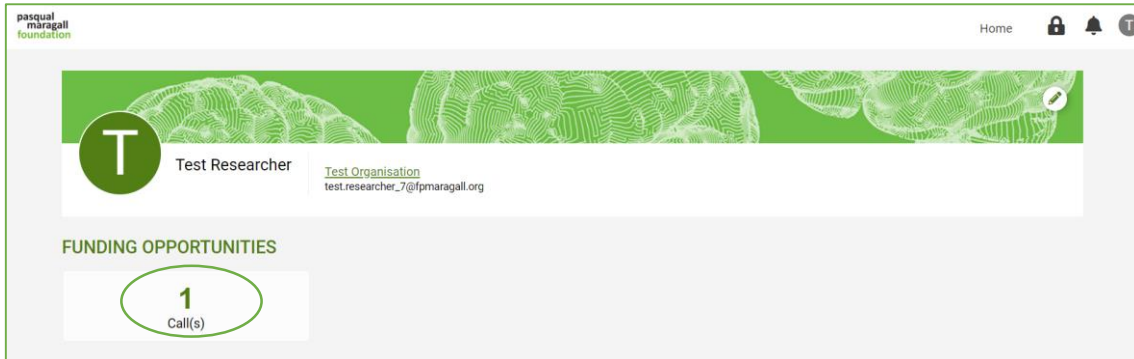 pasqual
maragall
foundation
Home
T
T
Test Researcher
Test Organisation
test.researcher_7@fpmaragall.org
FUNDING OPPORTUNITIES
1
Call(s)